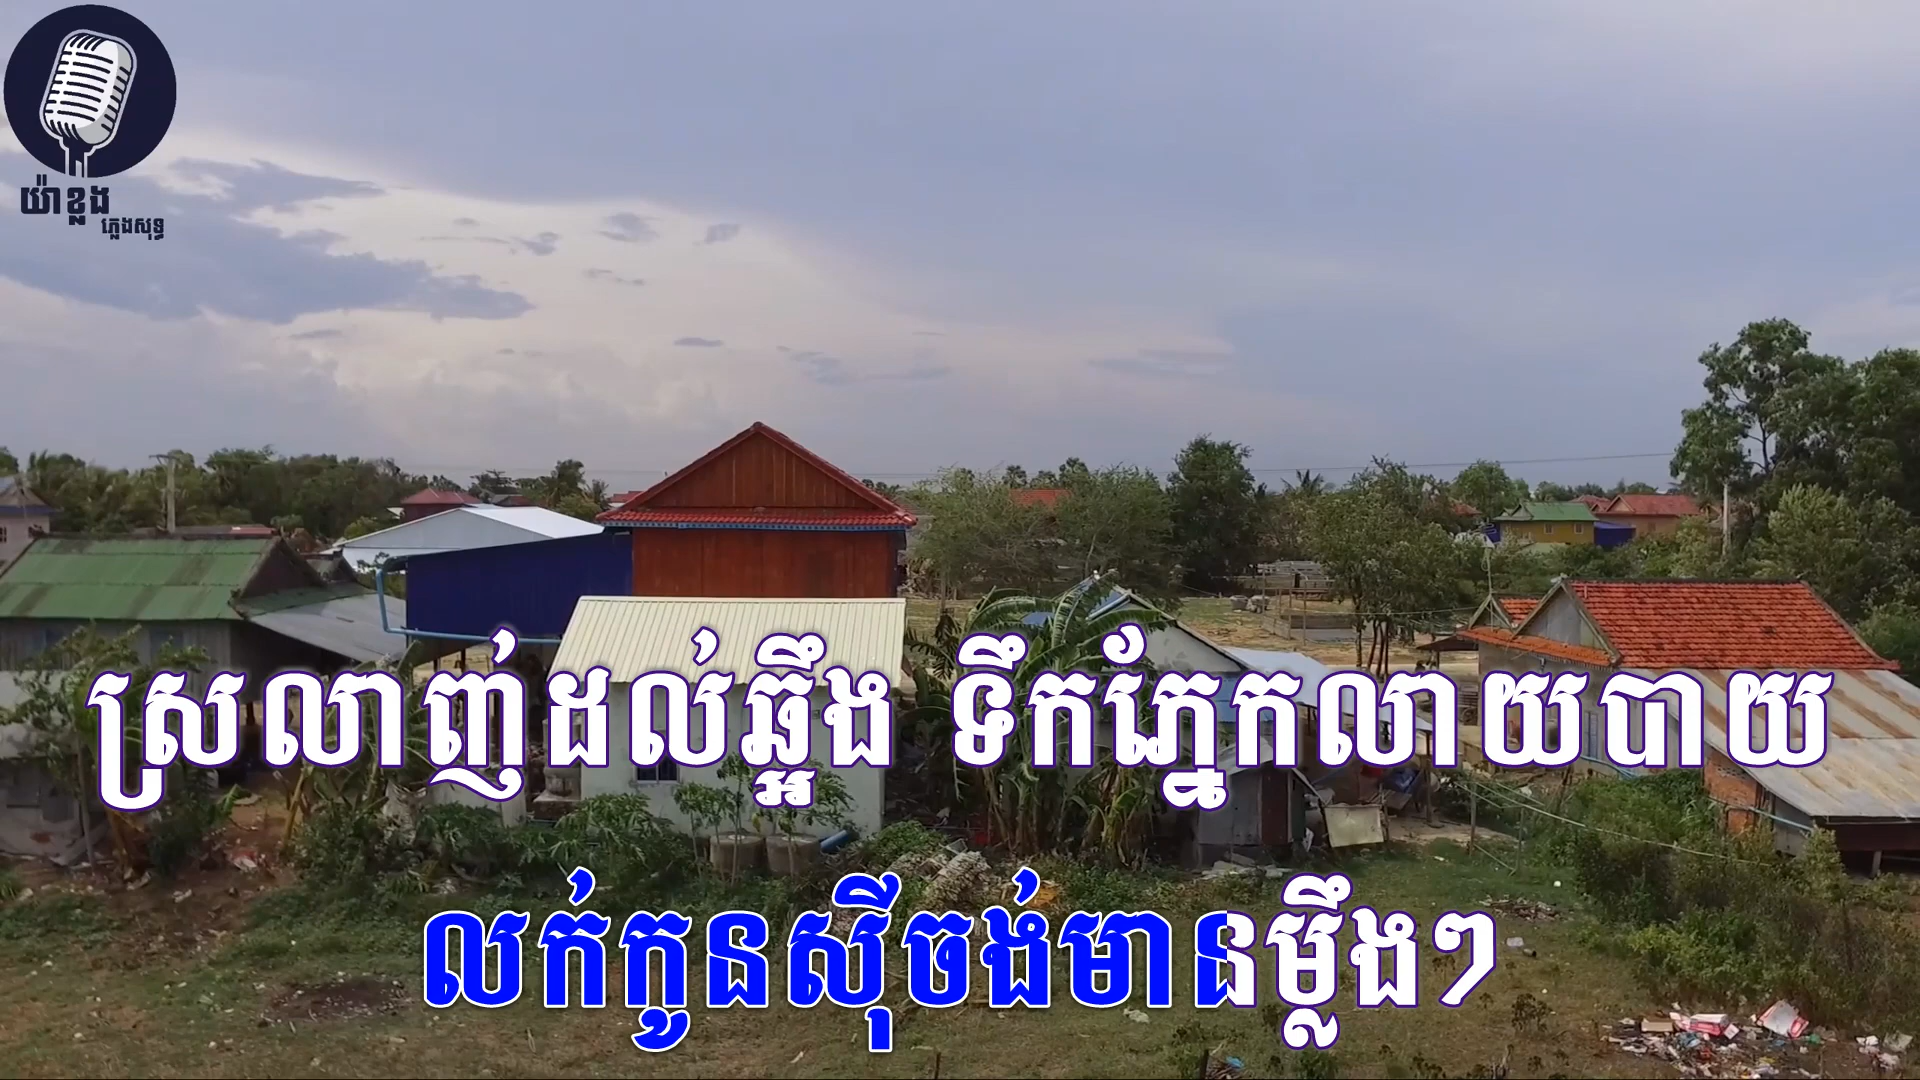 យ៉ាខ្លង
ភ្លេងសុទ្ធ
ស្រលាញ់ដល់ឆ្អឹង ទឹកភ្នែកលាយបាយ
លក់កូនស៊ីចង់មានម្លឹងៗ